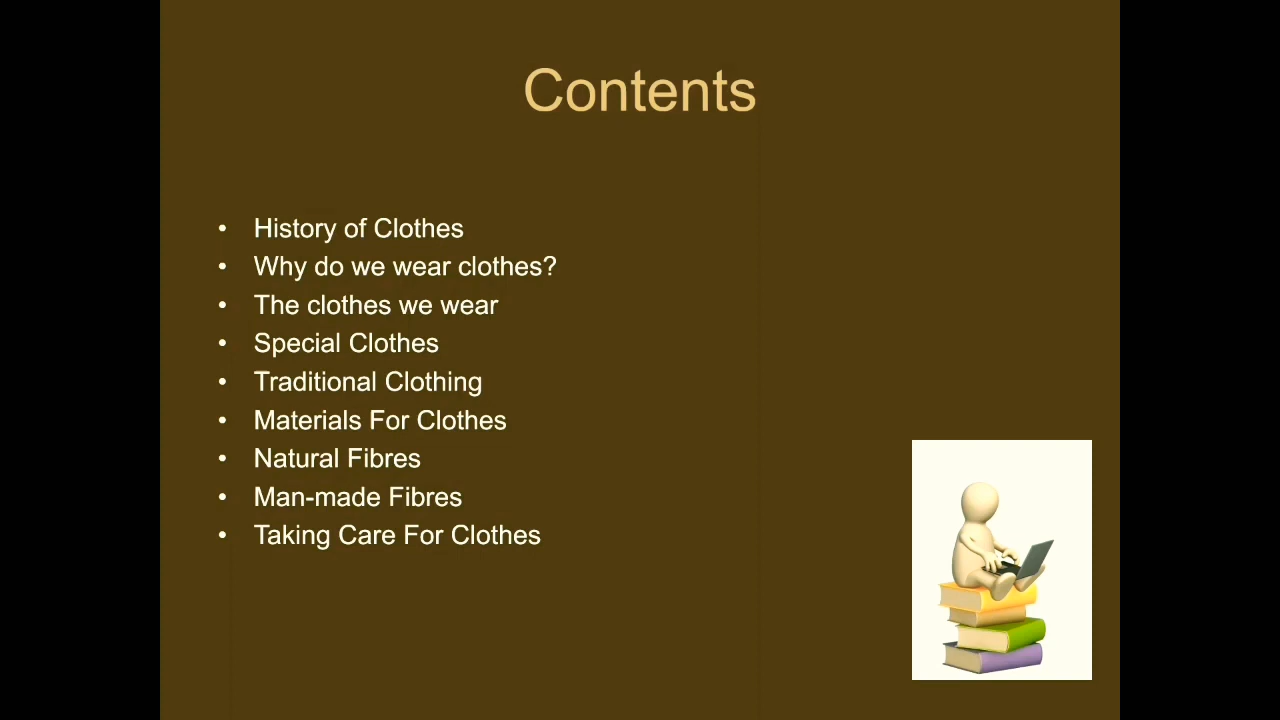 Contents
• History of Clothes
• Why do we wear clothes?
• The clothes we wear
• Special Clothes
• Traditional Clothing
• Materials For Clothes
• Natural Fibres
• Man-made Fibres
• Taking Care For Clothes